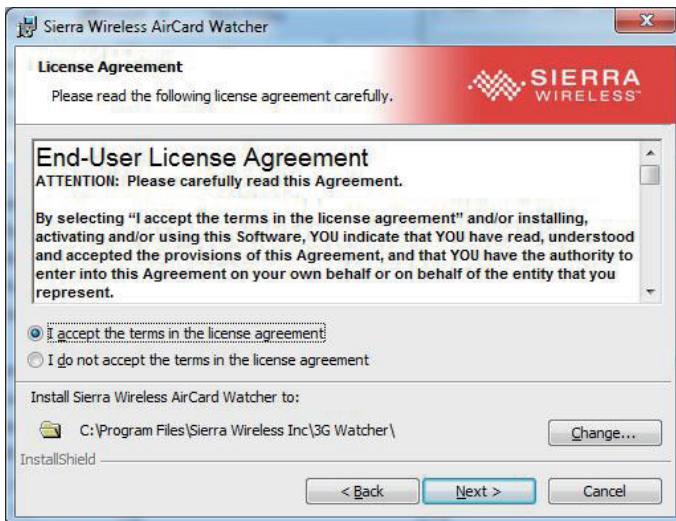 Sierra Wireless AirCard Watcher
License Agreement
Please read the following license agreement carefully.
SIERRA
WIRELESS™
End-User License Agreement
ATTENTION: Please carefully read this Agreement.
By selecting “I accept the terms in the license agreement” and/or installing,
activating and/or using this Software, YOU indicate that YOU have read, understood
and accepted the provisions of this Agreement, and that YOU have the authority to
enter into this Agreement on your own behalf or on behalf of the entity that you
represent.
I accept the terms in the license agreement
I do not accept the terms in the license agreement
Install Sierra Wireless AirCard Watcher to:
C:\Program Files\Sierra Wireless Inc\3G Watcher\
Change...
InstallShield
< Back
Next >
Cancel